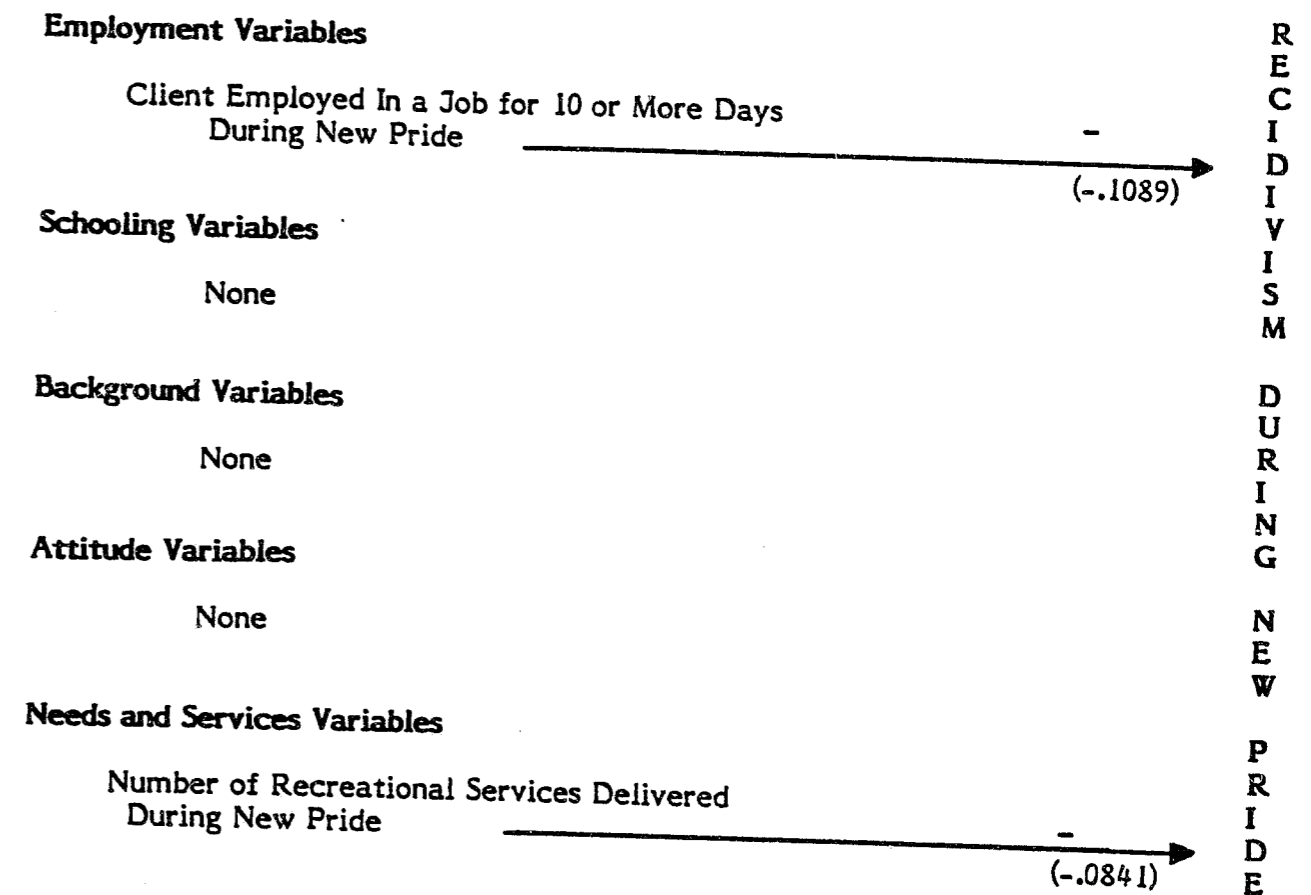 Employment Variables
Client Employed In a Job for 10 or More Days
During New Pride
-
(-.1089)
Schooling Variables
None
Background Variables
None
Attitude Variables
None
Needs and Services Variables
Number of Recreational Services Delivered
During New Pride
-
(-.0841)
RECIDIVISM DURING NEW PRIDE